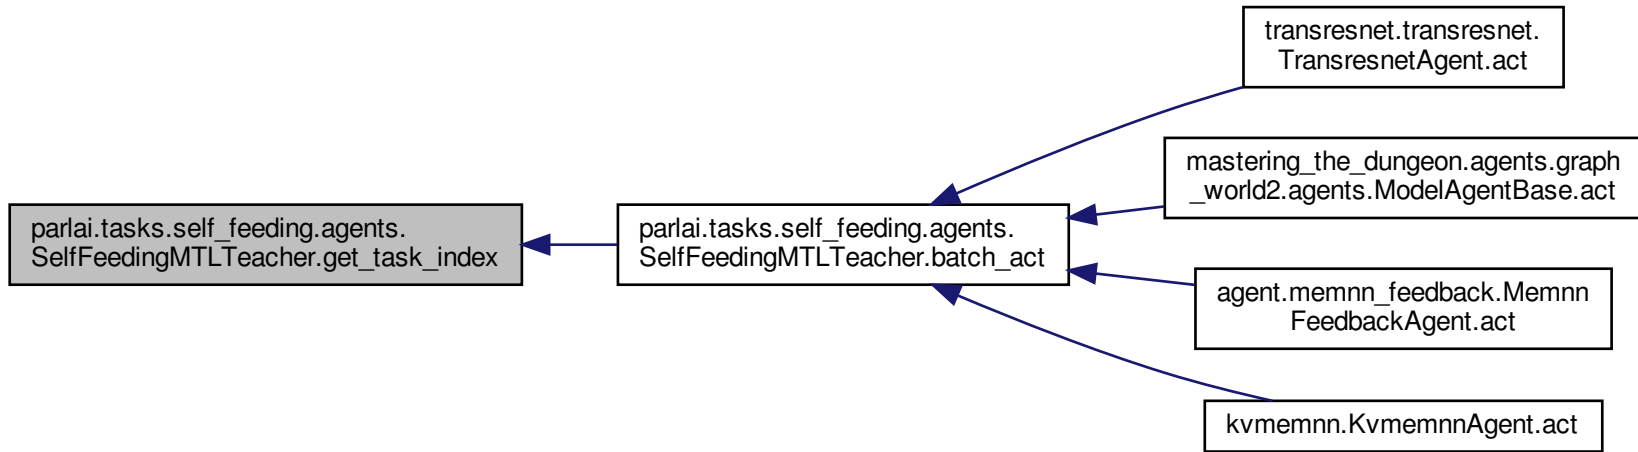 transresnet.transresnet.
TransresnetAgent.act
mastering_the_dungeon.agents.graph
_world2.agents.ModelAgentBase.act
parlai.tasks.self_feeding.agents.
SelfFeedingMTLTeacher.get_task_index
parlai.tasks.self_feeding.agents.
SelfFeedingMTLTeacher.batch_act
agent.memnn_feedback.Memnn
FeedbackAgent.act
kvmemnn.KvmemnnAgent.act